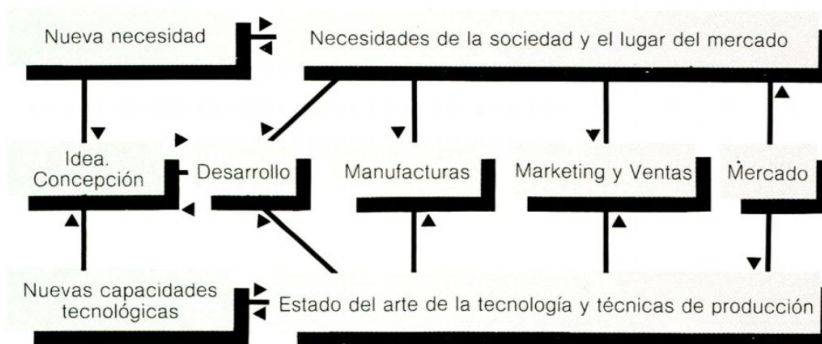 Nueva necesidad
Necesidades de la sociedad y el lugar del mercado
Idea.
Concepción
Desarrollo
Manufacturas
Marketing y Ventas
Mercado
Nuevas capacidades
tecnológicas
Estado del arte de la tecnología y técnicas de producción